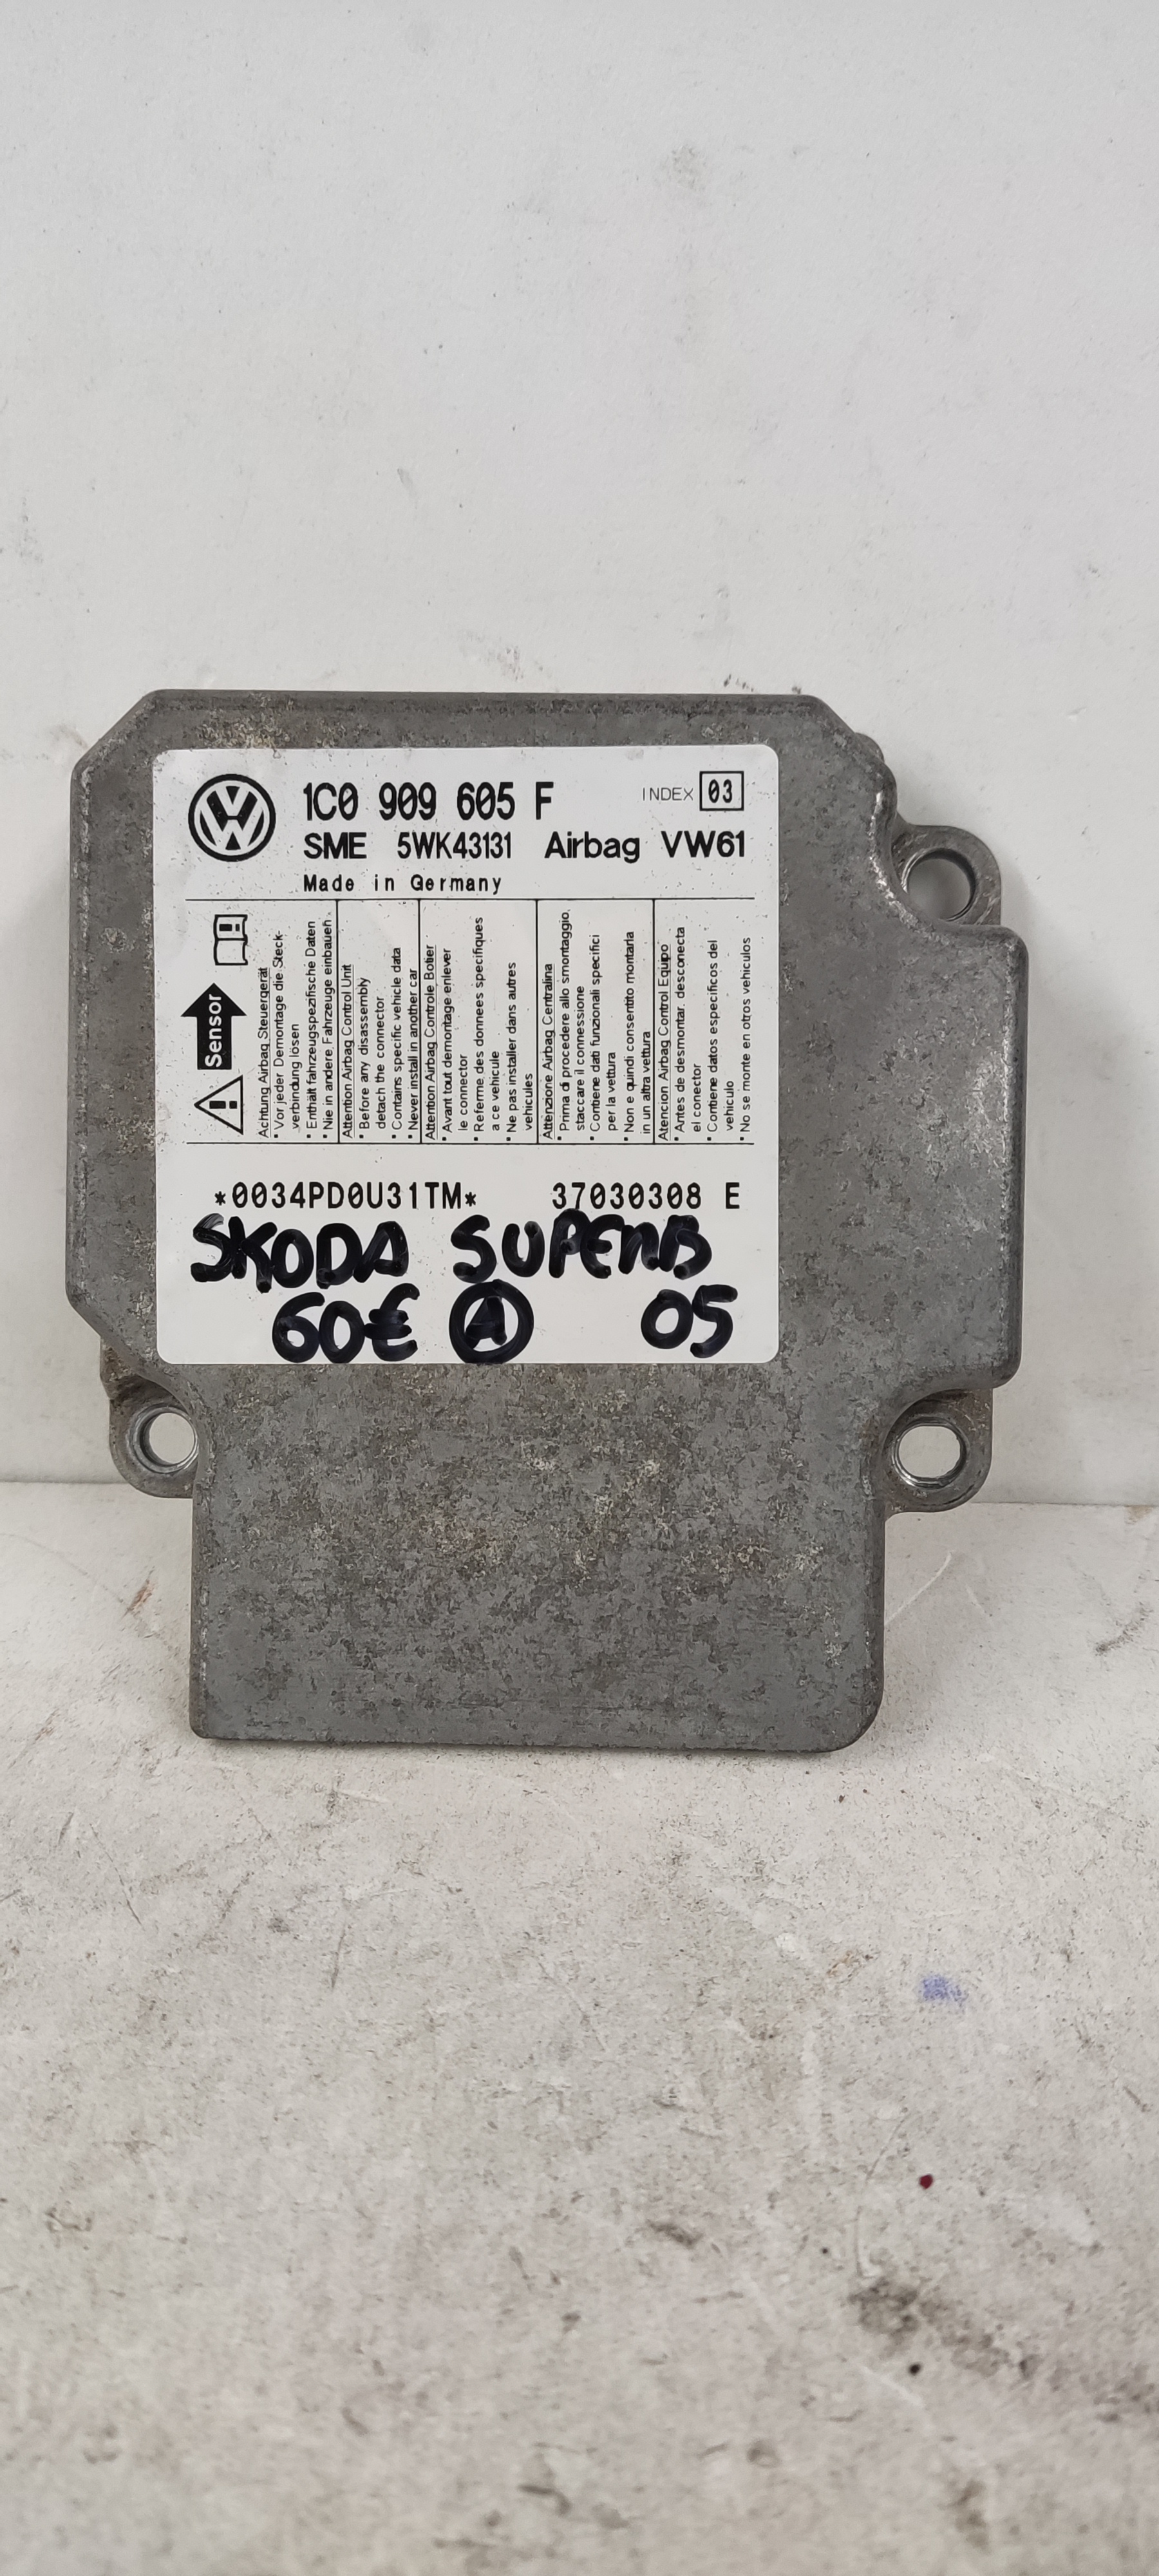 1C0 909 605 F INDEX 03
SME 5WK43131 Airbag VW61
Made in Germany
Sensor
Achtung Airbag Steuergerät
* Vor jeder Demontage die Steck-
verbindung lösen
* Enthält fahrzeugspezifische Daten
* Nie in andere Fahrzeuge einbauen
Attention Airbag Control Unit
* Before any disassembly
detach the connector
* Contains specific vehicle data
* Never install in another car
Attention Airbag Controle Boitier
* Avant tout demontage enlever
le connector
* Referme des donnees specifiques
a ce vehicule
* Ne pas installer dans autres
vehicules
Attenzione Airbag Centralina
* Prima di procedere allo smontaggio,
staccare il connessione
* Contiene dati funzionali specifici
per la vettura
* Non e quindi consentito montarla
in un altra vettura
Atencion Airbag Control Equipo
* Antes de desmontar, desconecta
el conector
* Contiene datos especificos del
vehiculo
* No se monte en otros vehiculos
*0034PD0U31TM* 37030308 E
SKODA SUPERB
60€ A 05